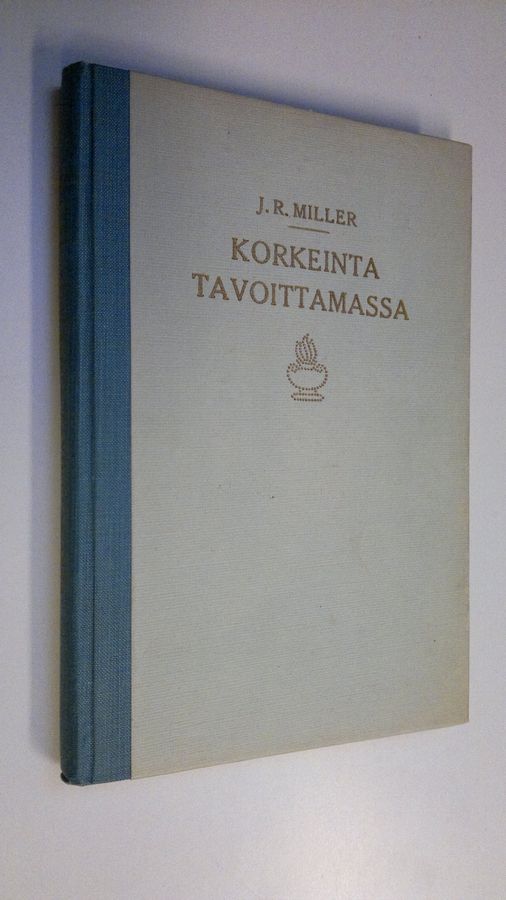 J. R. MILLER
KORKEINTA
TAVOITTAMASSA